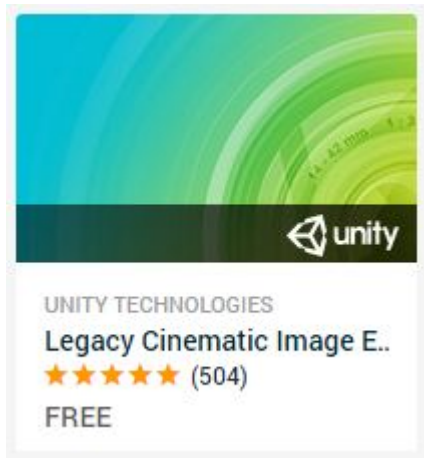 unity
UNITY TECHNOLOGIES
Legacy Cinematic Image E..
(504)
FREE